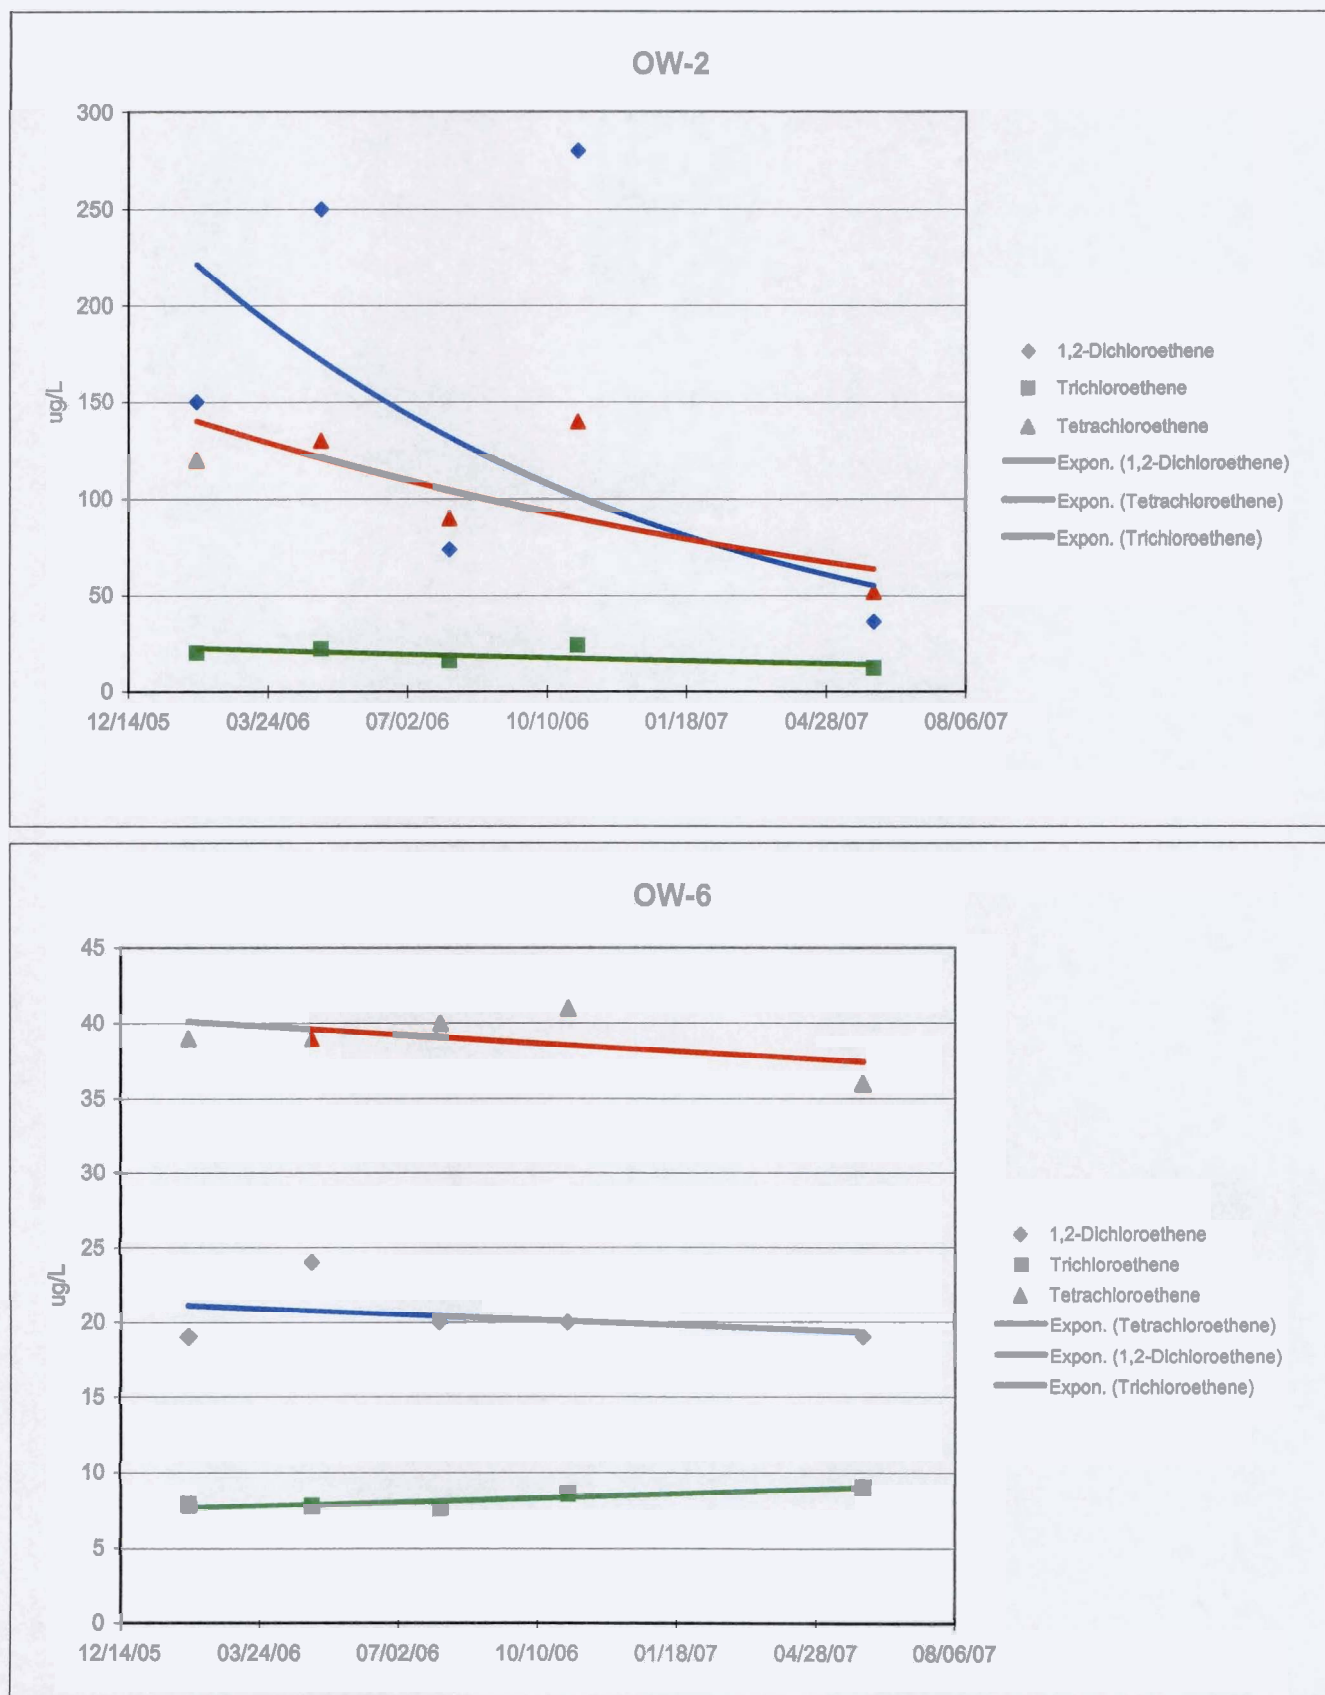 OW-2
300
250
200
150
100
50
0
ug/L
12/14/05 03/24/06 07/02/06 10/10/06 01/18/07 04/28/07 08/06/07
1,2-Dichloroethene
Trichloroethene
Tetrachloroethene
Expon. (1,2-Dichloroethene)
Expon. (Tetrachloroethene)
Expon. (Trichloroethene)
OW-6
45
40
35
30
25
20
15
10
5
0
ug/L
12/14/05 03/24/06 07/02/06 10/10/06 01/18/07 04/28/07 08/06/07
1,2-Dichloroethene
Trichloroethene
Tetrachloroethene
Expon. (Tetrachloroethene)
Expon. (1,2-Dichloroethene)
Expon. (Trichloroethene)